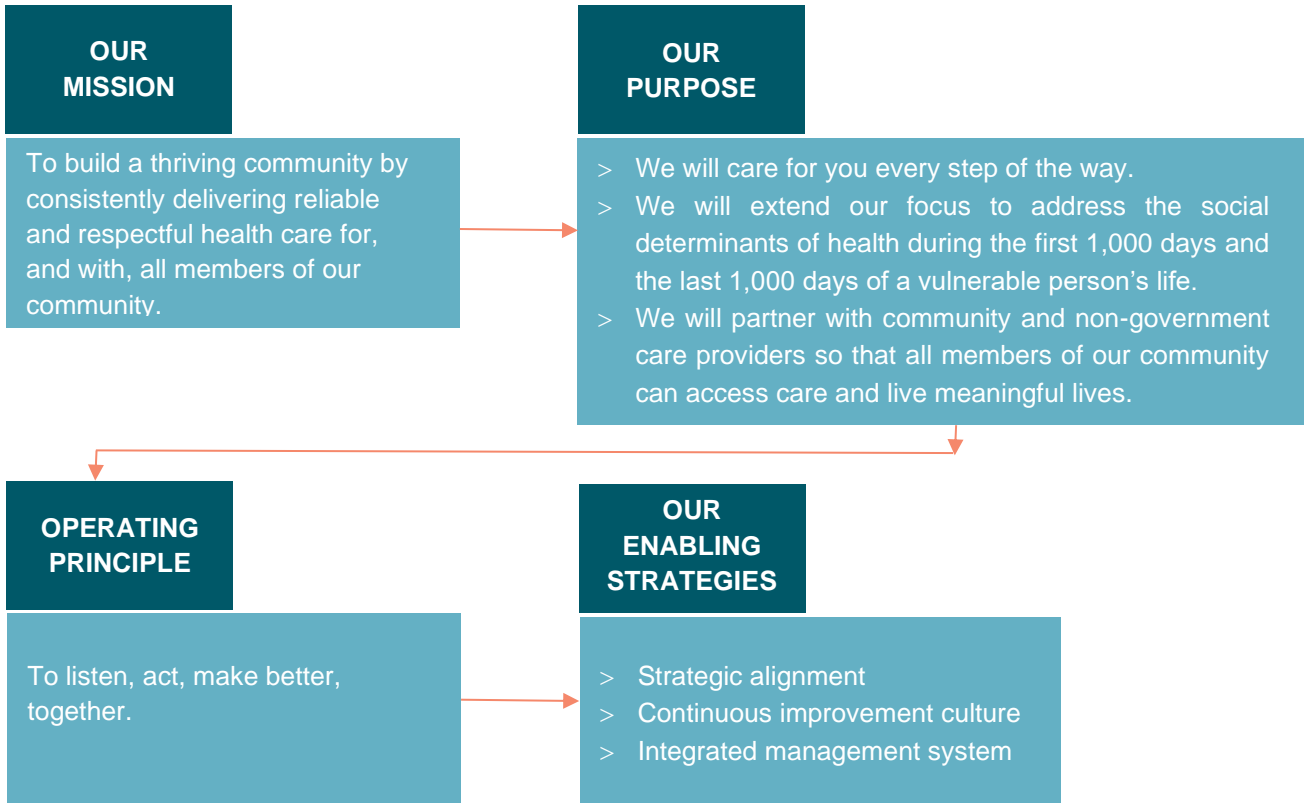 OUR
MISSION
To build a thriving community by
consistently delivering reliable
and respectful health care for,
and with, all members of our
community.
OUR
PURPOSE
> We will care for you every step of the way.
> We will extend our focus to address the social
determinants of health during the first 1,000 days and
the last 1,000 days of a vulnerable person’s life.
> We will partner with community and non-government
care providers so that all members of our community
can access care and live meaningful lives.
OPERATING
PRINCIPLE
To listen, act, make better,
together.
OUR
ENABLING
STRATEGIES
> Strategic alignment
> Continuous improvement culture
> Integrated management system